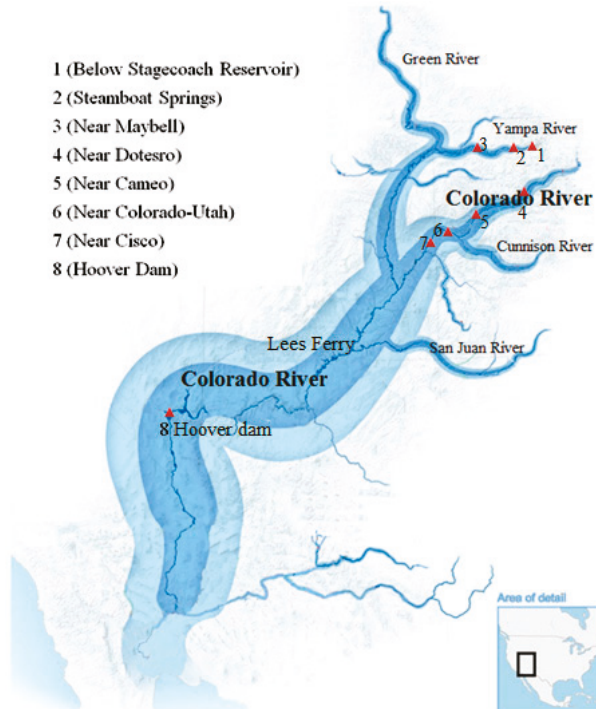 1 (Below Stagecoach Reservoir)
2 (Steamboat Springs)
3 (Near Maybell)
4 (Near Dotesro)
5 (Near Cameo)
6 (Near Colorado-Utah)
7 (Near Cisco)
8 (Hoover Dam)
Green River
Yampa River
3
2
1
Colorado River
4
5
6
7
Cunnison River
Lees Ferry
San Juan River
Colorado River
8 Hoover dam
Area of detail